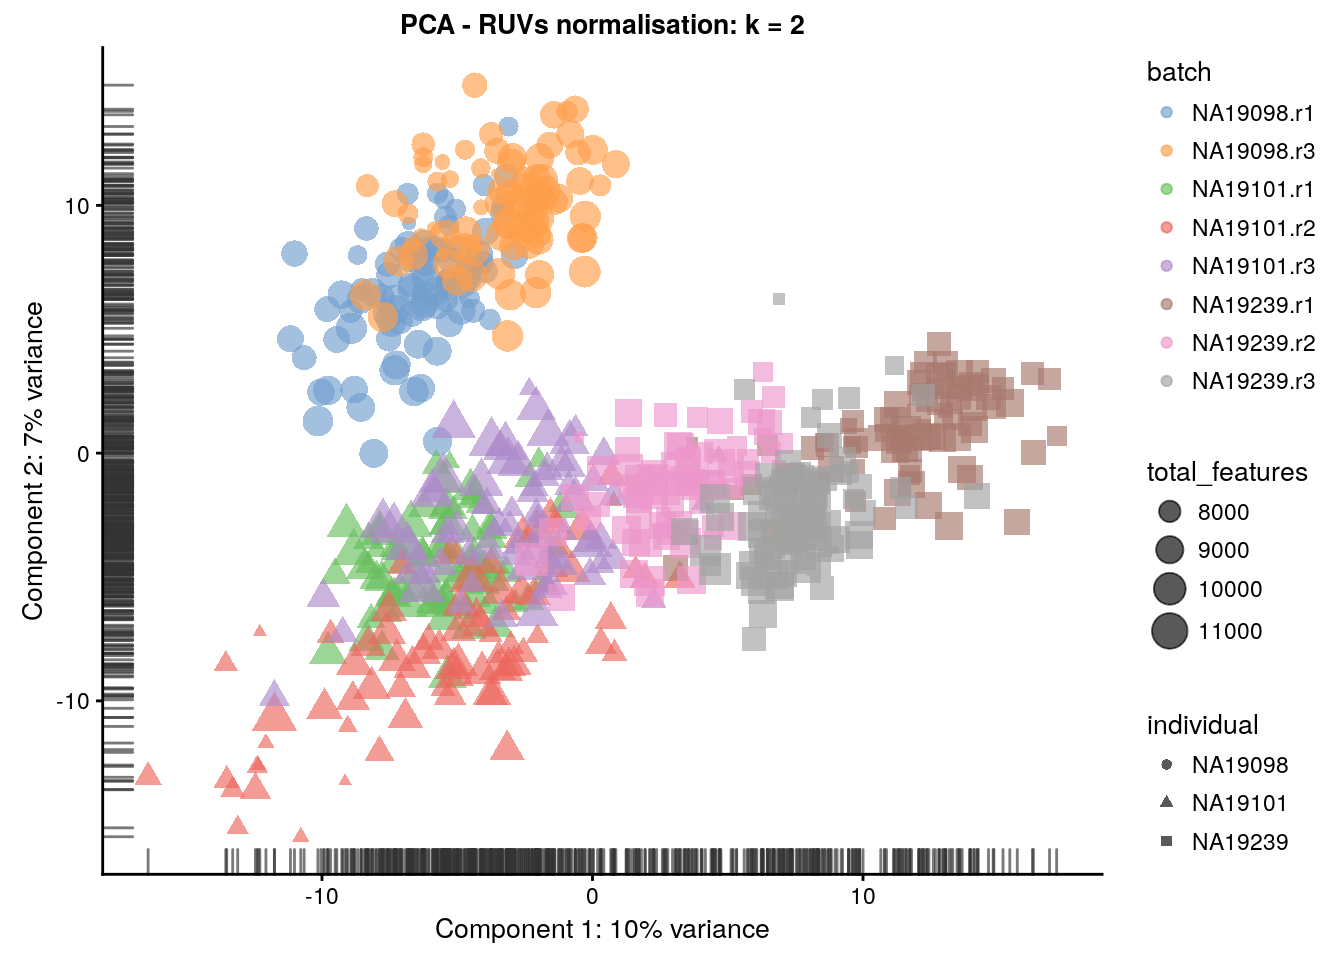 PCA - RUVs normalisation: k = 2
Component 2: 7% variance
10
0
-10
-10
0
10
Component 1: 10% variance
batch
NA19098.r1
NA19098.r3
NA19101.r1
NA19101.r2
NA19101.r3
NA19239.r1
NA19239.r2
NA19239.r3
total_features
8000
9000
10000
11000
individual
NA19098
NA19101
NA19239